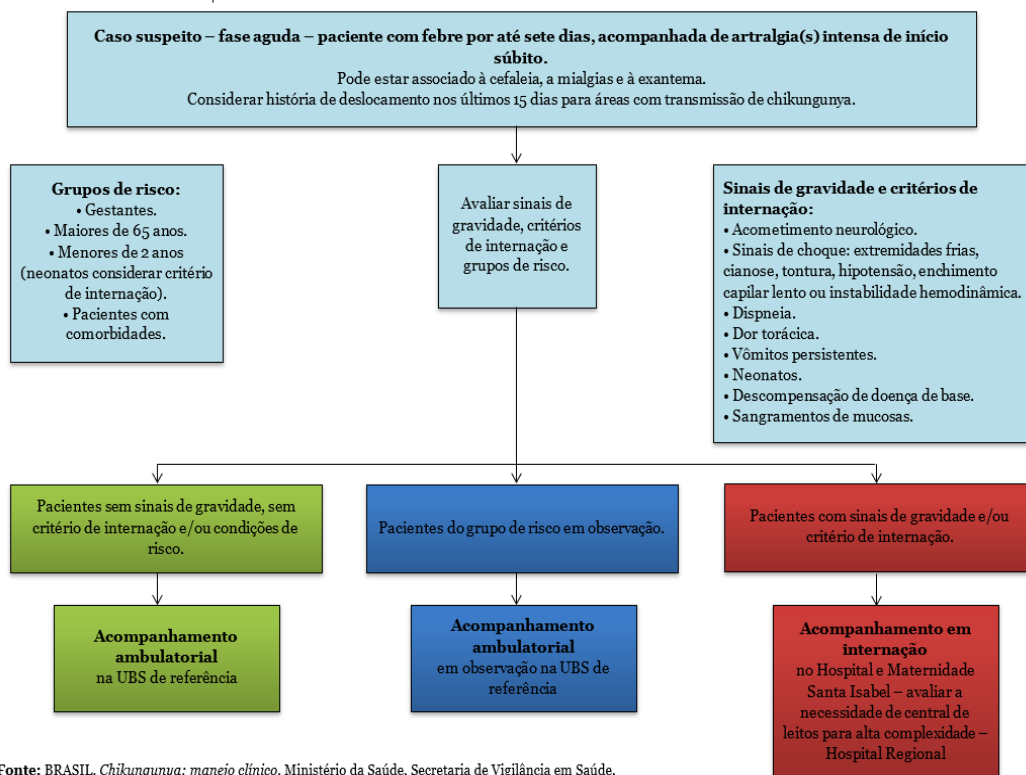 Caso suspeito – fase aguda – paciente com febre por até sete dias, acompanhada de artralgia(s) intensa de início
súbito.
Pode estar associado à cefaleia, a mialgias e à exantema.
Considerar história de deslocamento nos últimos 15 dias para áreas com transmissão de chikungunya.
Grupos de risco:
• Gestantes.
• Maiores de 65 anos.
• Menores de 2 anos
(neonatos considerar critério
de internação).
• Pacientes com
comorbidades.
Avaliar sinais de
gravidade, critérios
de internação e
grupos de risco.
Sinais de gravidade e critérios de
internação:
• Acometimento neurológico.
• Sinais de choque: extremidades frias,
cianose, tontura, hipotensão, enchimento
capilar lento ou instabilidade hemodinâmica.
• Dispneia.
• Dor torácica.
• Vômitos persistentes.
• Neonatos.
• Descompensação de doença de base.
• Sangramentos de mucosas.
Pacientes sem sinais de gravidade, sem
critério de internação e/ou condições de
risco.
Pacientes do grupo de risco em observação.
Pacientes com sinais de gravidade e/ou
critério de internação.
Acompanhamento
ambulatorial
na UBS de referência
Acompanhamento
ambulatorial
em observação na UBS de
referência
Acompanhamento em
internação
no Hospital e Maternidade
Santa Isabel – avaliar a
necessidade de central de
leitos para alta complexidade –
Hospital Regional
Fonte: BRASIL. Chikungunya: manejo clínico. Ministério da Saúde, Secretaria de Vigilância em Saúde.